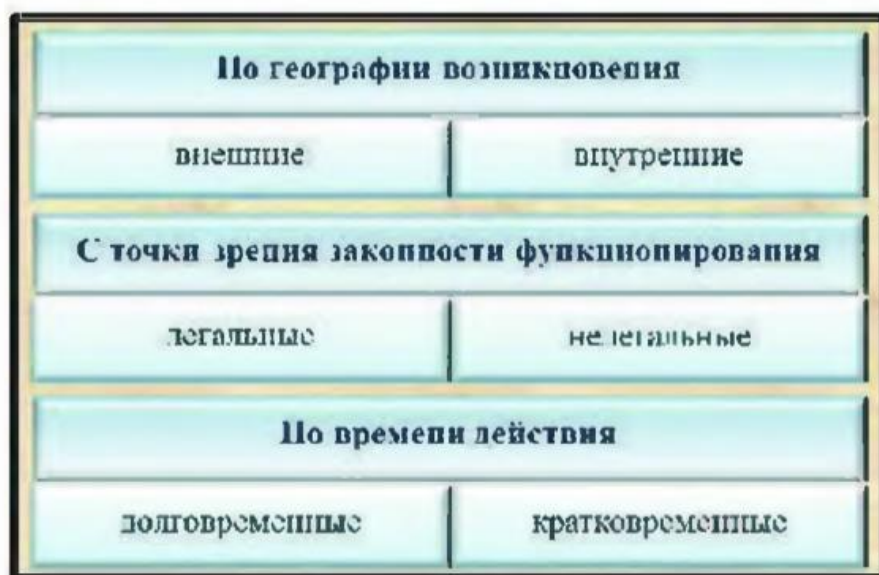 По географии возникновения
внешние
внутренние
С точки зрения законности функционирования
легальные
нелегальные
По времени действия
долговременные
кратковременные